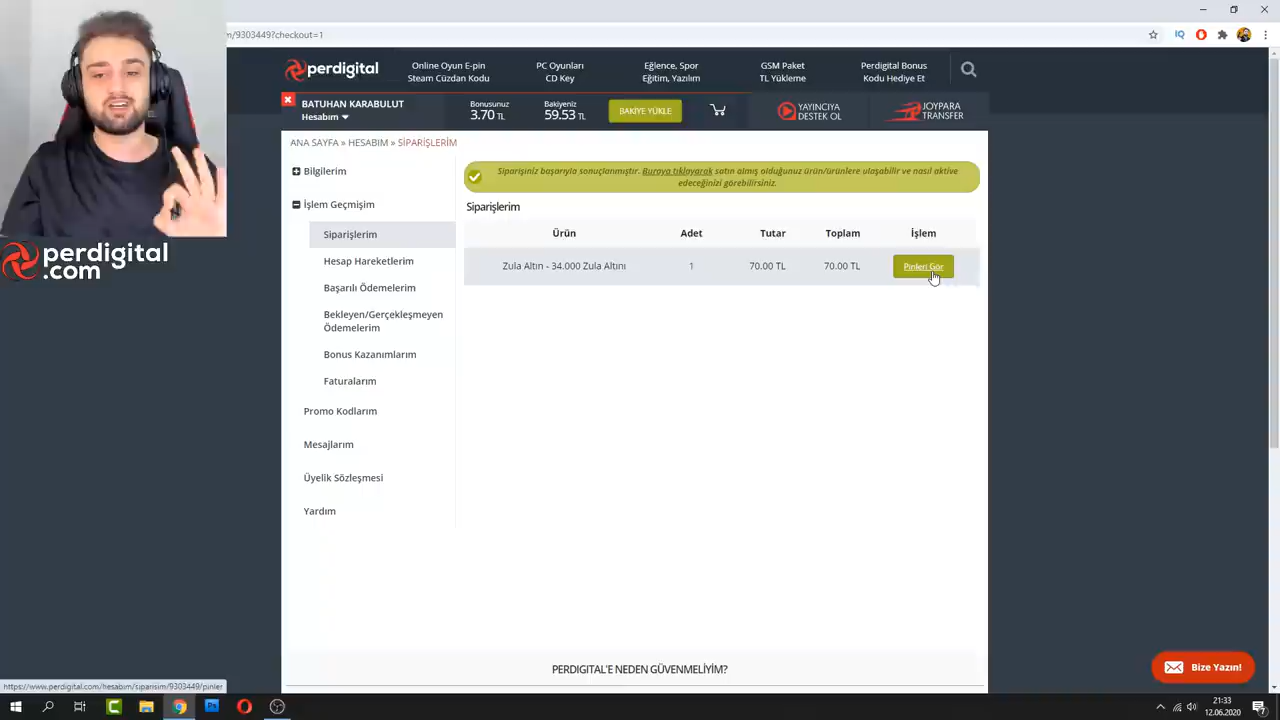 /9303449?checkout=1
perdigital
Online Oyun E-pin
Steam Cüzdan Kodu
PC Oyunları
CD Key
Eğlence, Spor
Eğitim, Yazılım
GSM Paket
TL Yükleme
Perdigital Bonus
Kodu Hediye Et
BATUHAN KARABULUT
Hesabım
Bonusunuz
3.70 TL
Bakiyeniz
59.53 TL
BAKİYE YÜKLE
YAYINCIYA
DESTEK OL
JOYPARA
TRANSFER
ANA SAYFA » HESABIM » SİPARİŞLERİM
Bilgilerim
İşlem Geçmişim
Siparişlerim
Hesap Hareketlerim
Başarılı Ödemelerim
Bekleyen/Gerçekleşmeyen
Ödemelerim
Bonus Kazanımlarım
Faturalarım
Promo Kodlarım
Mesajlarım
Üyelik Sözleşmesi
Yardım
Siparişiniz başarıyla sonuçlanmıştır. Buraya tıklayarak satın almış olduğunuz ürün/ürünlere ulaşabilir ve nasıl aktive
edeceğinizi görebilirsiniz.
Siparişlerim
Ürün Adet Tutar Toplam İşlem
Zula Altın - 34.000 Zula Altını 1 70.00 TL 70.00 TL Pinleri Gör
perdigital
.com
PERDIGITAL'E NEDEN GÜVENMELİYİM?
Bize Yazın!
https://www.perdigital.com/hesabim/siparisim/9303449/pinler
21:33
12.06.2020